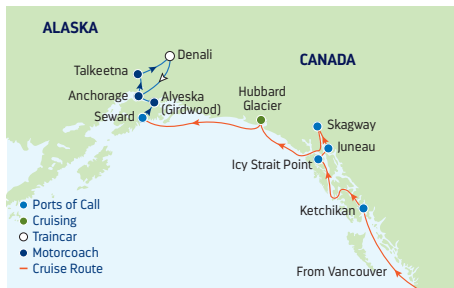 ALASKA
Denali
CANADA
Talkeetna
Anchorage
Alyeska
(Girdwood)
Hubbard
Glacier
Seward
Skagway
Juneau
Icy Strait Point
Ports of Call
Cruising
Traincar
Motorcoach
Cruise Route
Ketchikan
From Vancouver